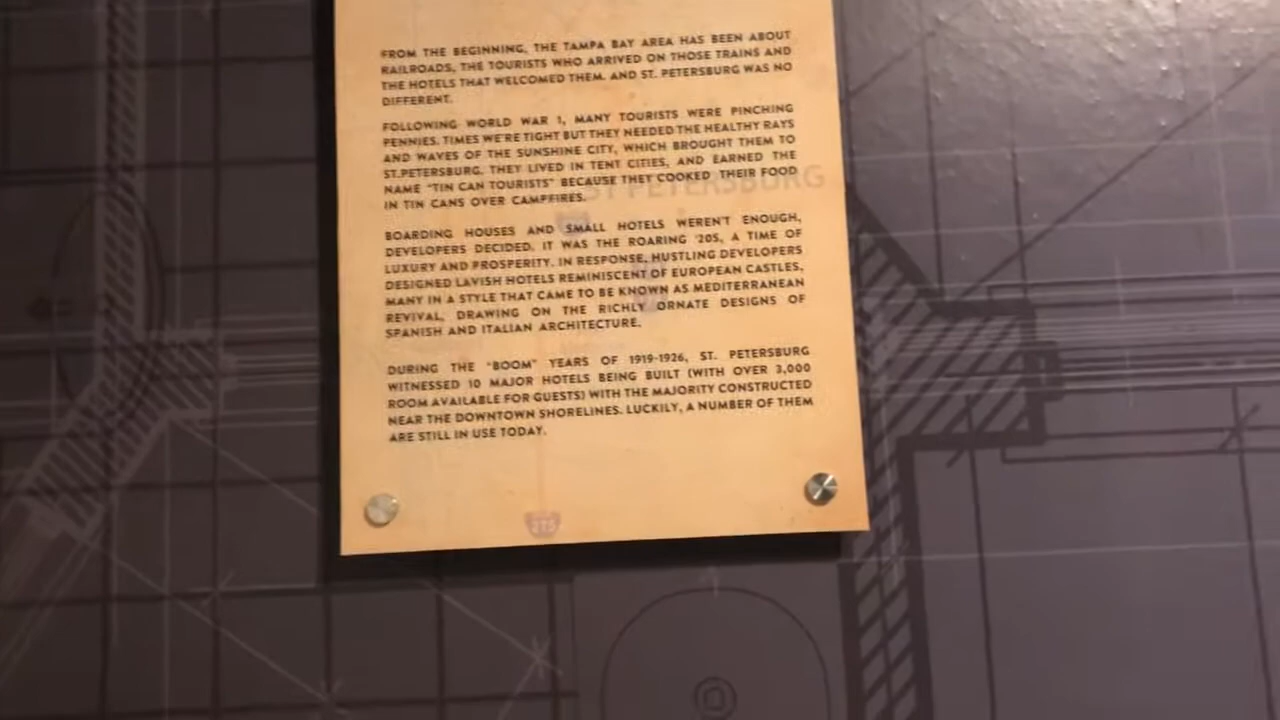 FROM THE BEGINNING, THE TAMPA BAY AREA HAS BEEN ABOUT
RAILROADS, THE TOURISTS WHO ARRIVED ON THOSE TRAINS AND
THE HOTELS THAT WELCOMED THEM. AND ST. PETERSBURG WAS NO
DIFFERENT.
FOLLOWING WORLD WAR 1, MANY TOURISTS WERE PINCHING
PENNIES. TIMES WE'RE TIGHT BUT THEY NEEDED THE HEALTHY RAYS
AND WAVES OF THE SUNSHINE CITY, WHICH BROUGHT THEM TO
ST.PETERSBURG. THEY LIVED IN TENT CITIES, AND EARNED THE
NAME "TIN CAN TOURISTS" BECAUSE THEY COOKED THEIR FOOD
IN TIN CANS OVER CAMPFIRES.
ST PETERSBURG
BOARDING HOUSES AND SMALL HOTELS WEREN'T ENOUGH,
DEVELOPERS DECIDED. IT WAS THE ROARING '20S, A TIME OF
LUXURY AND PROSPERITY. IN RESPONSE, HUSTLING DEVELOPERS
DESIGNED LAVISH HOTELS REMINISCENT OF EUROPEAN CASTLES,
MANY IN A STYLE THAT CAME TO BE KNOWN AS MEDITERRANEAN
REVIVAL, DRAWING ON THE RICHLY ORNATE DESIGNS OF
SPANISH AND ITALIAN ARCHITECTURE.
DURING THE "BOOM" YEARS OF 1919-1926, ST. PETERSBURG
WITNESSED 10 MAJOR HOTELS BEING BUILT (WITH OVER 3,000
ROOM AVAILABLE FOR GUESTS) WITH THE MAJORITY CONSTRUCTED
NEAR THE DOWNTOWN SHORELINES. LUCKILY, A NUMBER OF THEM
ARE STILL IN USE TODAY.
275